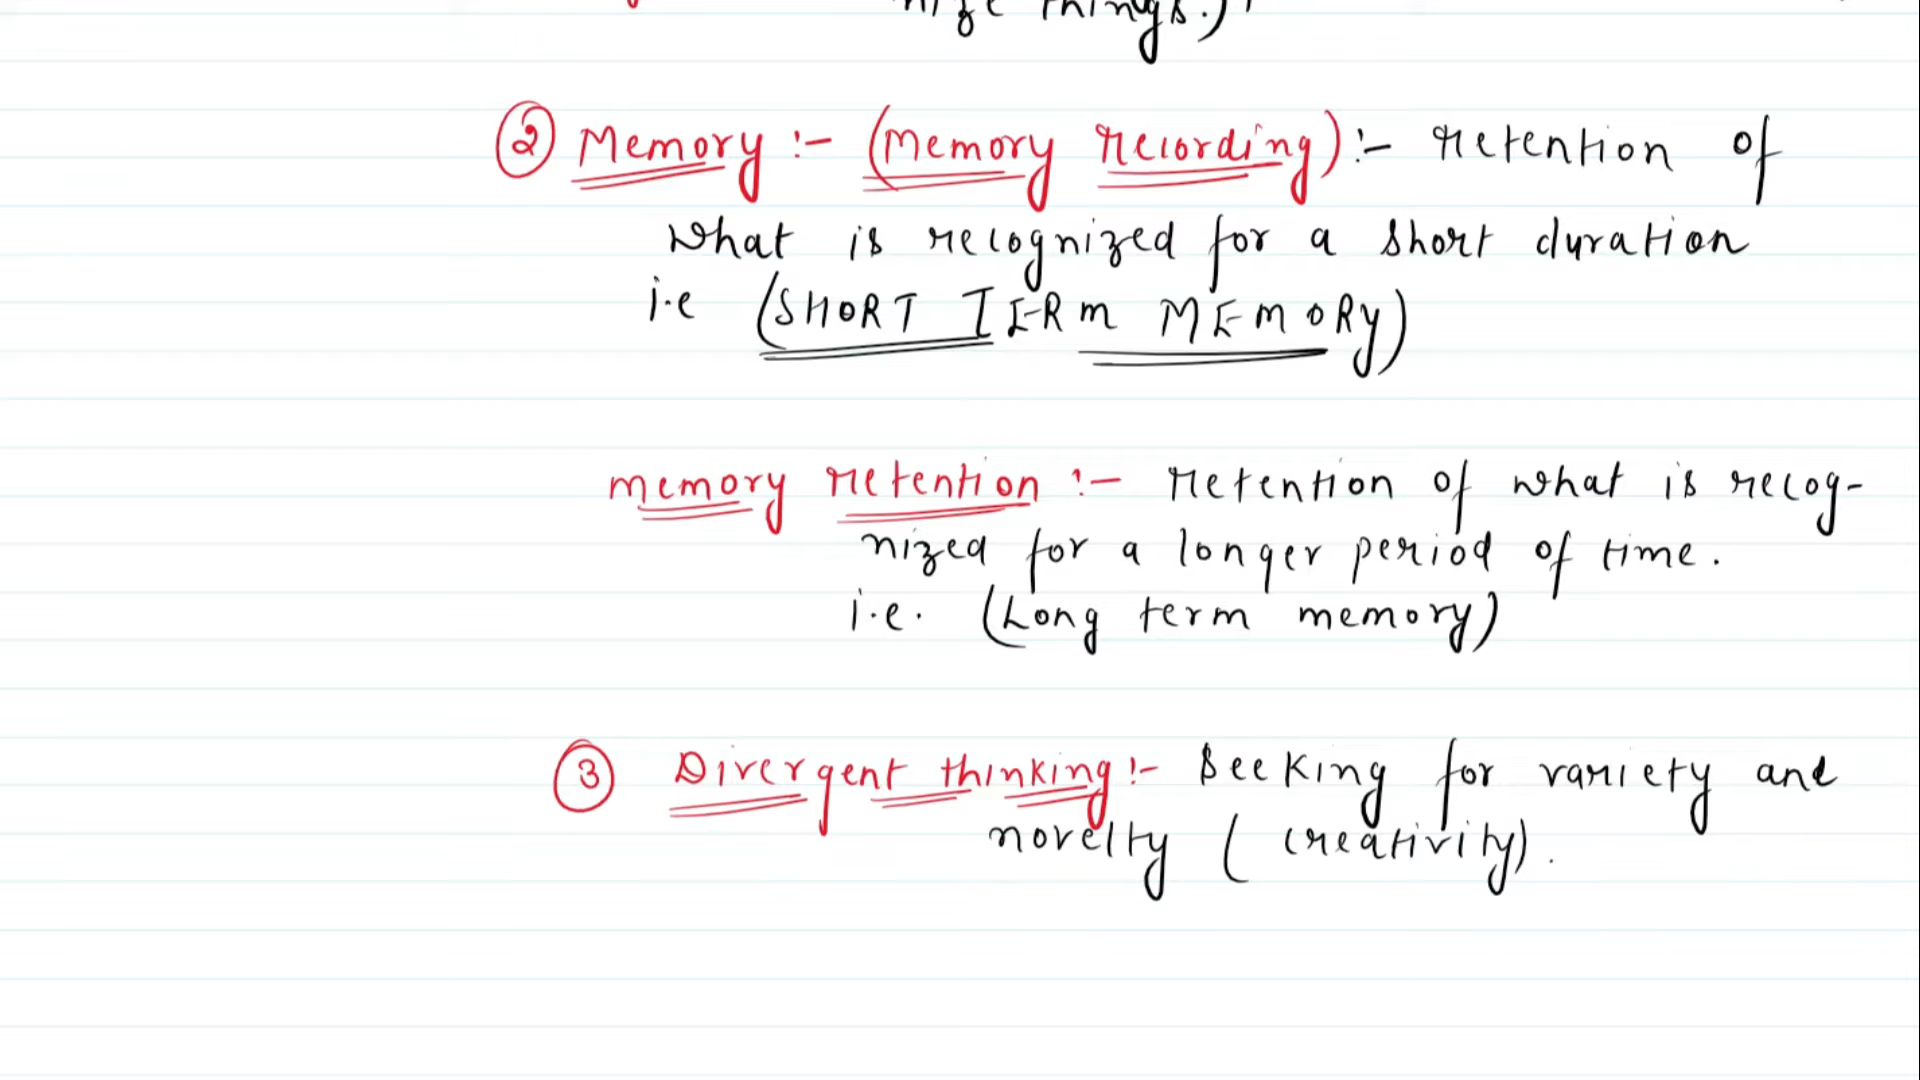 things.)
② Memory :- (Memory recording) :- retention of
what is recognized for a short duration
i.e (SHORT TERM MEMORY)
memory retention :- retention of what is recog-
nized for a longer period of time.
i.e. (Long term memory)
③ Divergent thinking :- Seeking for variety and
novelty ( creativity).